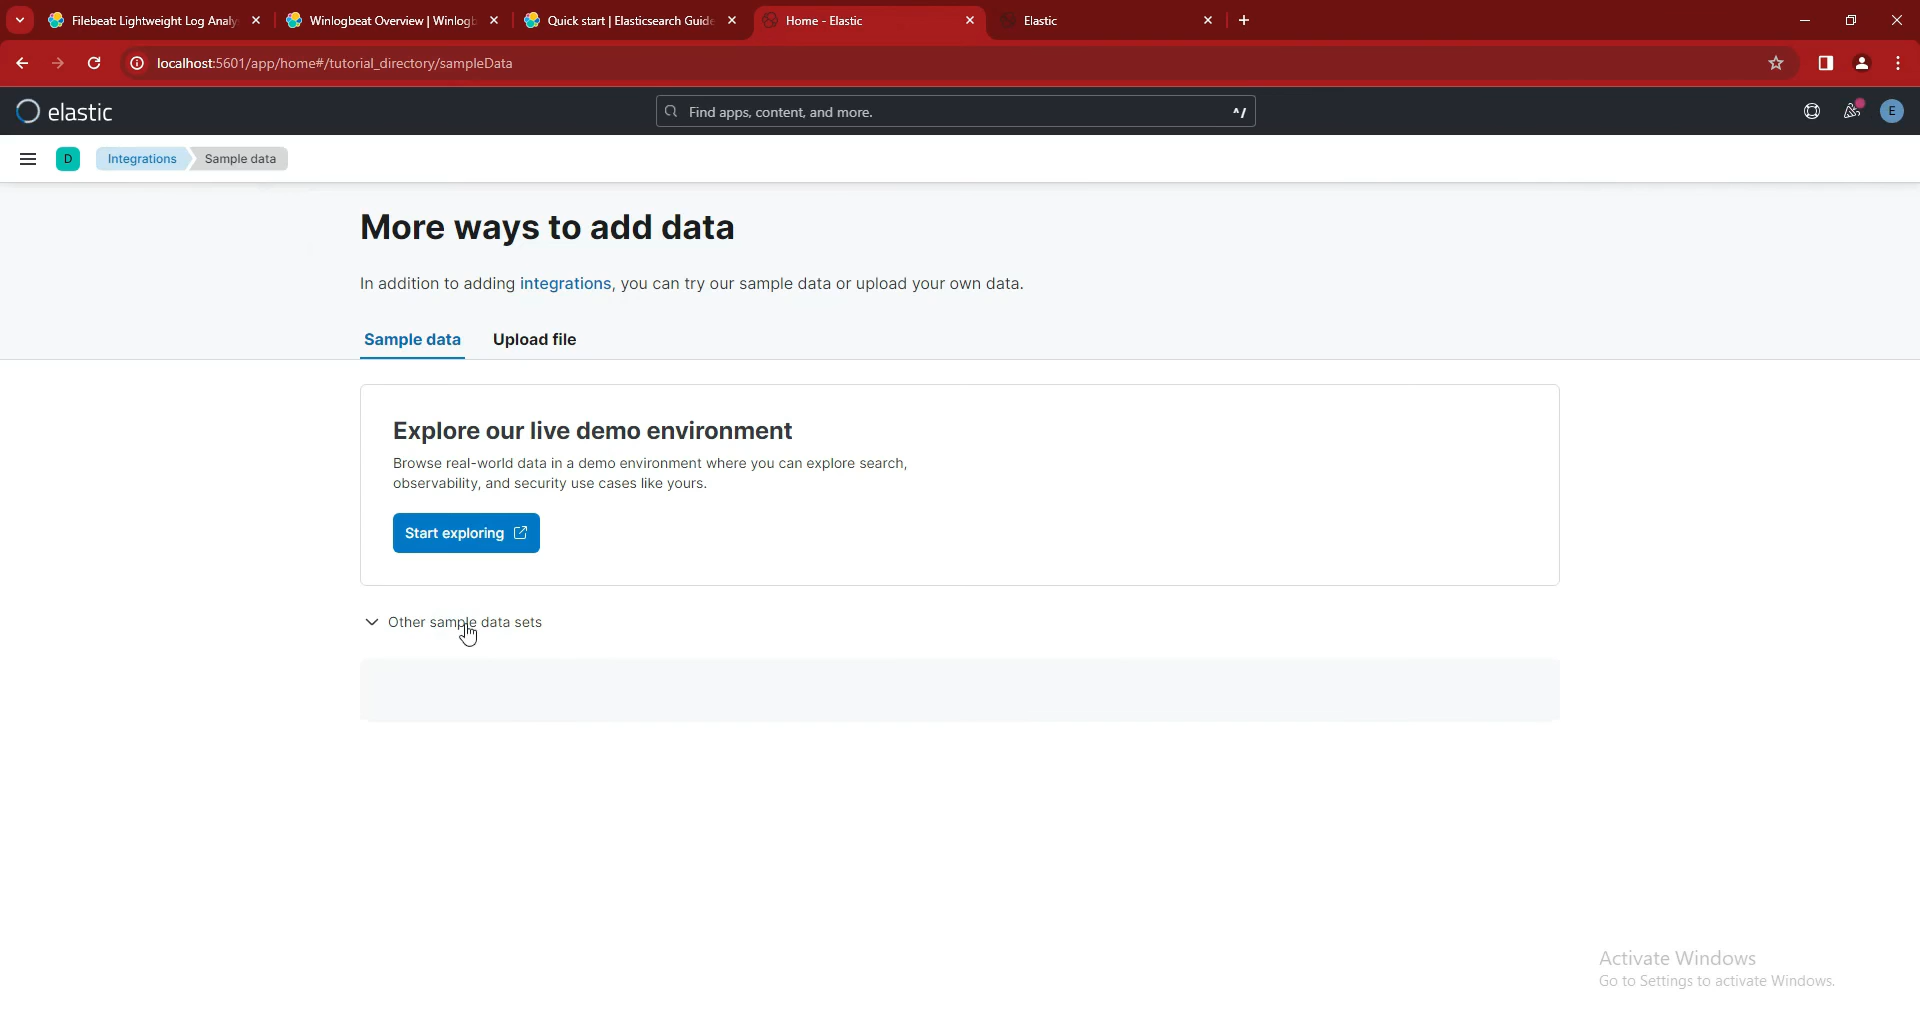 Filebeat: Lightweight Log Analy
Winlogbeat Overview | Winlogb
Quick start | Elasticsearch Guide
Home - Elastic
Elastic
localhost:5601/app/home#/tutorial_directory/sampleData
elastic
Find apps, content, and more.
^/
E
D
Integrations
Sample data
More ways to add data
In addition to adding integrations, you can try our sample data or upload your own data.
Sample data
Upload file
Explore our live demo environment
Browse real-world data in a demo environment where you can explore search,
observability, and security use cases like yours.
Start exploring
Other sample data sets
Activate Windows
Go to Settings to activate Windows.